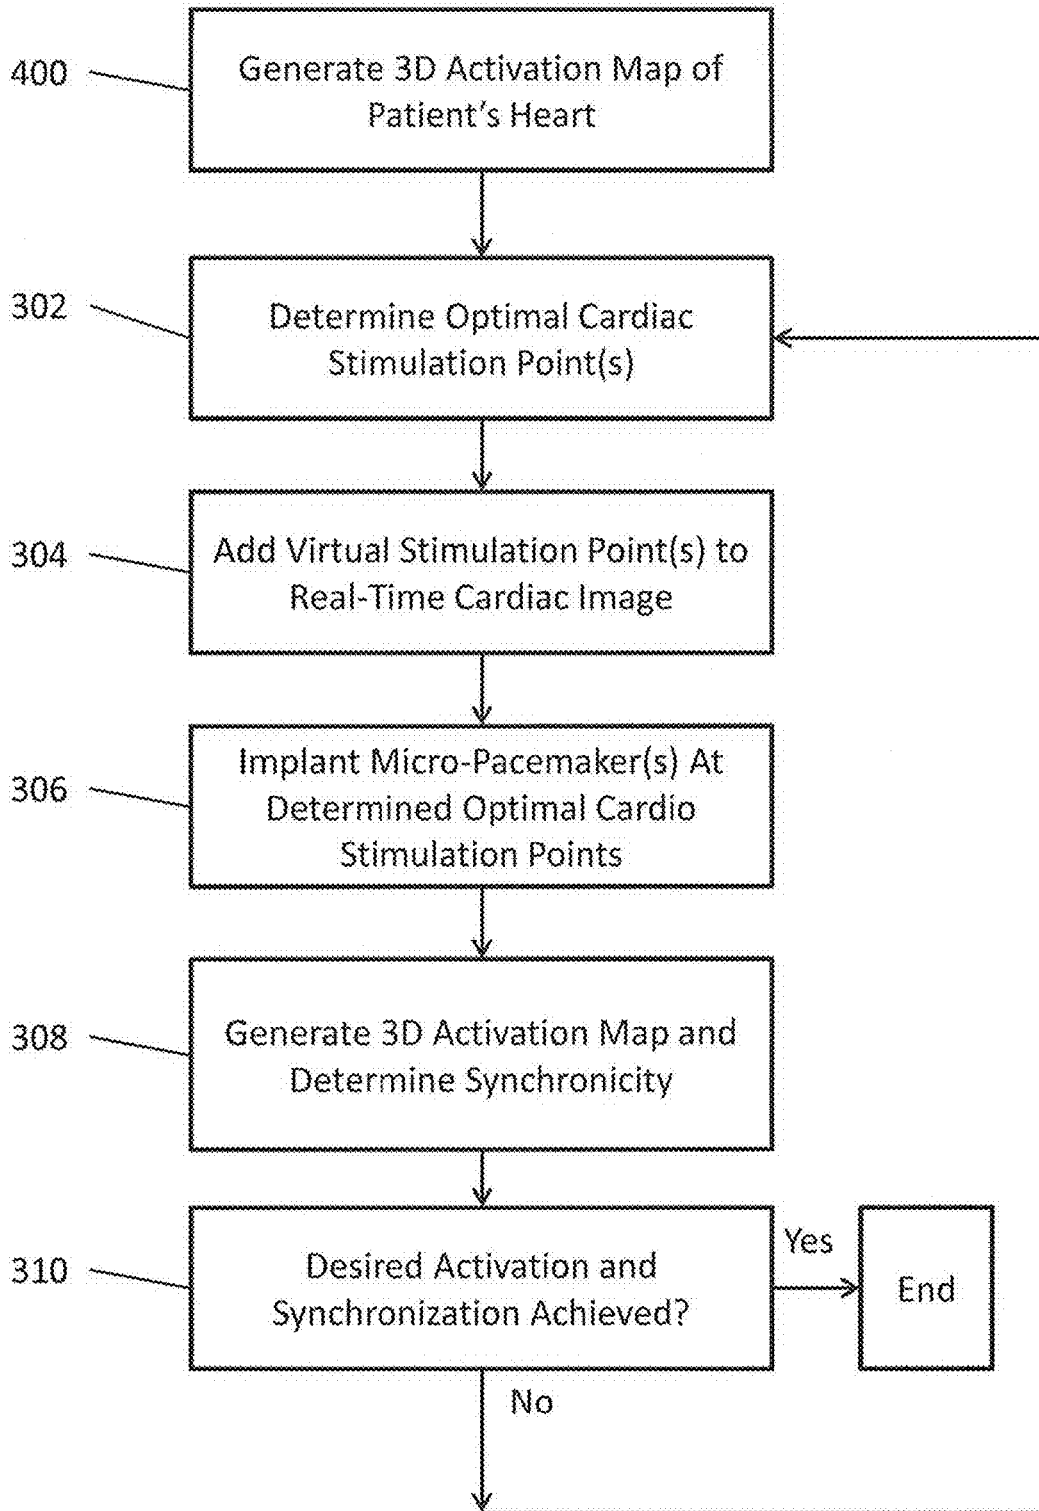 400
Generate 3D Activation Map of
Patient's Heart
302
Determine Optimal Cardiac
Stimulation Point(s)
304
Add Virtual Stimulation Point(s) to
Real-Time Cardiac Image
306
Implant Micro-Pacemaker(s) At
Determined Optimal Cardio
Stimulation Points
308
Generate 3D Activation Map and
Determine Synchronicity
310
Desired Activation and
Synchronization Achieved?
Yes
End
No